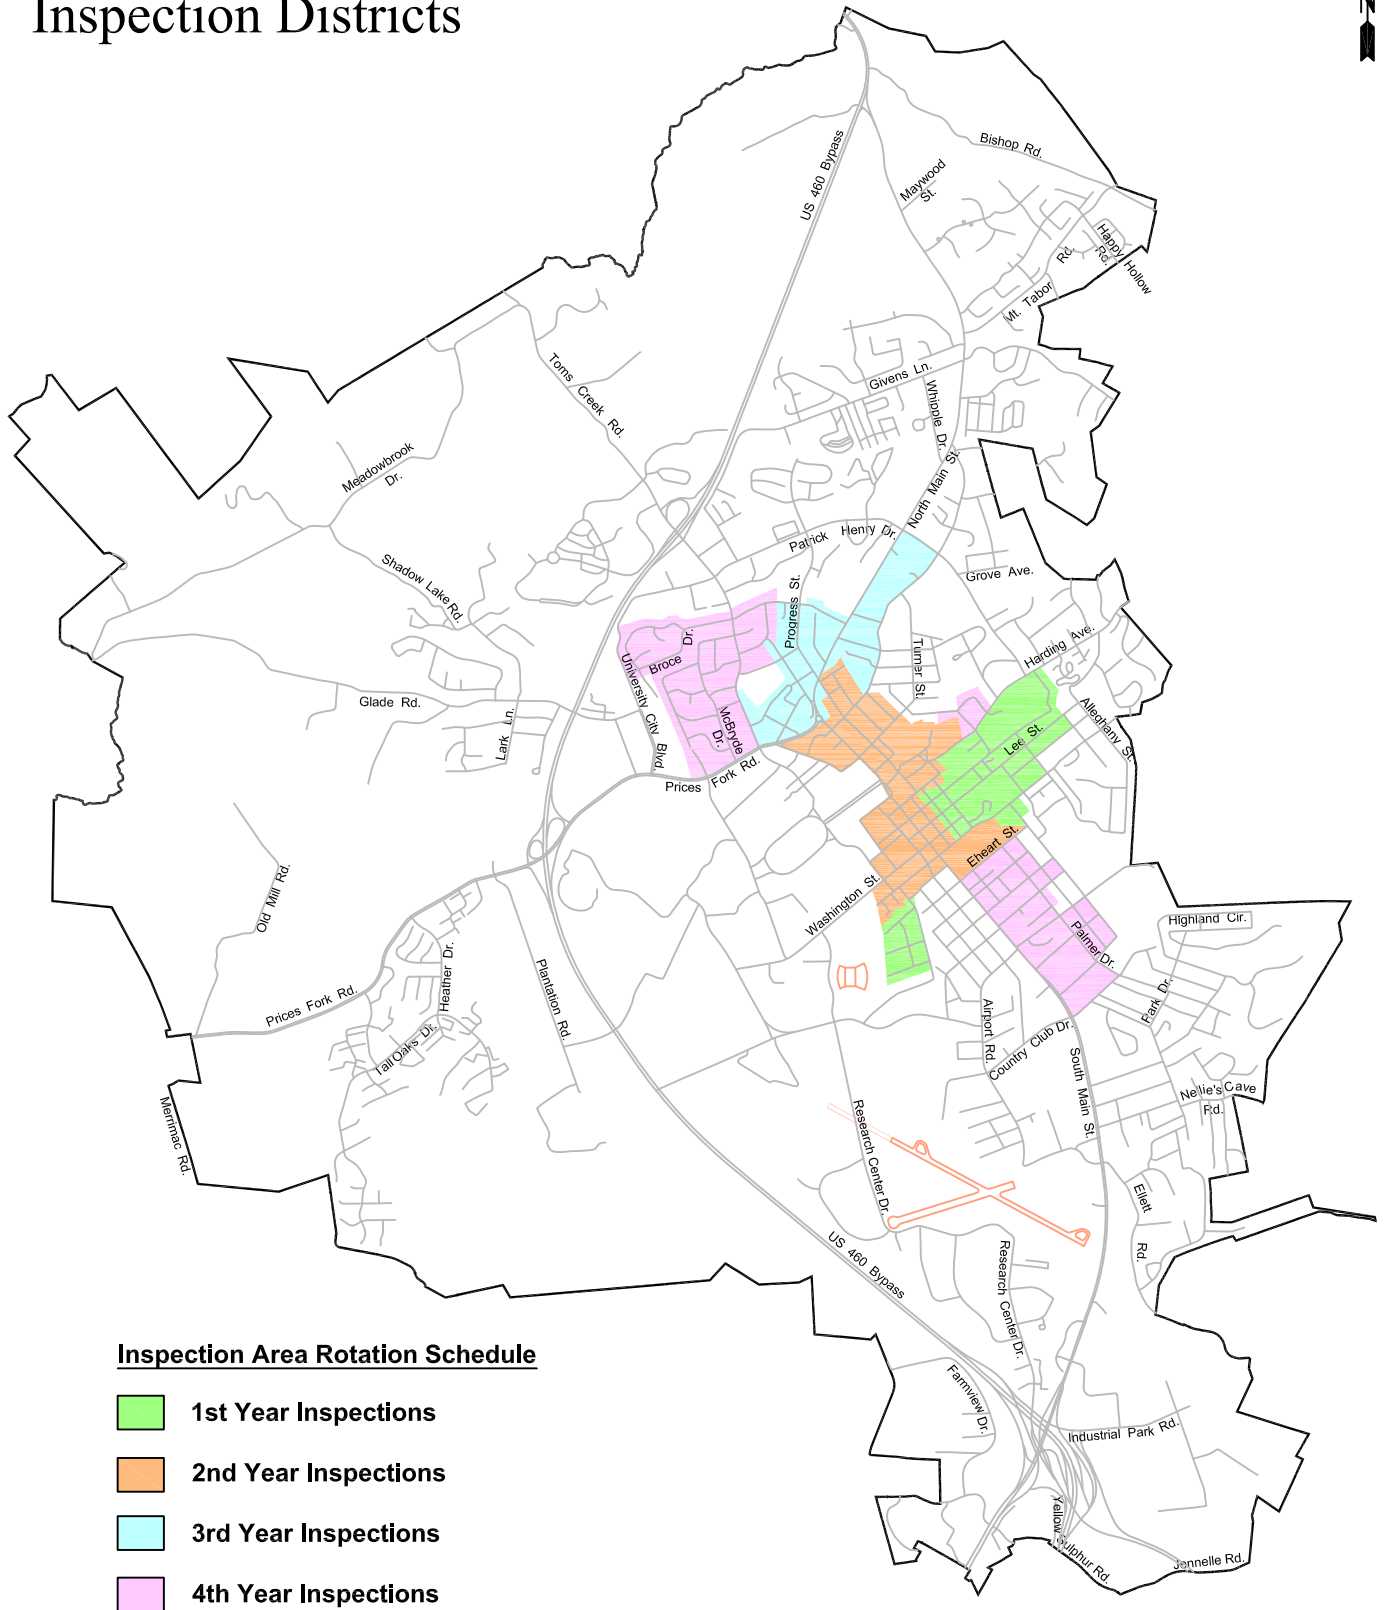 Inspection Districts
N
Bishop Rd.
US 460 Bypass
Maywood
St.
Happy Hollow
Rd.
Mt. Tabor
Rd.
Toms Creek Rd.
Givens Ln.
Whipple Dr.
Meadowbrook
Dr.
North Main St.
Patrick Henry Dr.
Shadow Lake Rd.
Grove Ave.
Progress St.
Turner St.
Harding Ave.
Broce
Dr.
University City Blvd.
McBryde
Dr.
Glade Rd.
Lark Ln.
Lee St.
Alleghany St.
Prices Fork Rd.
Eheart St.
Old Mill Rd.
Washington St.
Highland Cir.
Palmer Dr.
Heather Dr.
Plantation Rd.
Prices Fork Rd.
Park Dr.
Airport Rd.
Country Club Dr.
Tall Oaks Dr.
South Main St.
Nellie's Cave
Rd.
Merrimac Rd.
Research Center Dr.
Ellett
Rd.
US 460 Bypass
Research Center Dr.
Inspection Area Rotation Schedule
Farmview Dr.
1st Year Inspections
Industrial Park Rd.
2nd Year Inspections
Yellow Sulphur Rd.
3rd Year Inspections
Jennelle Rd.
4th Year Inspections